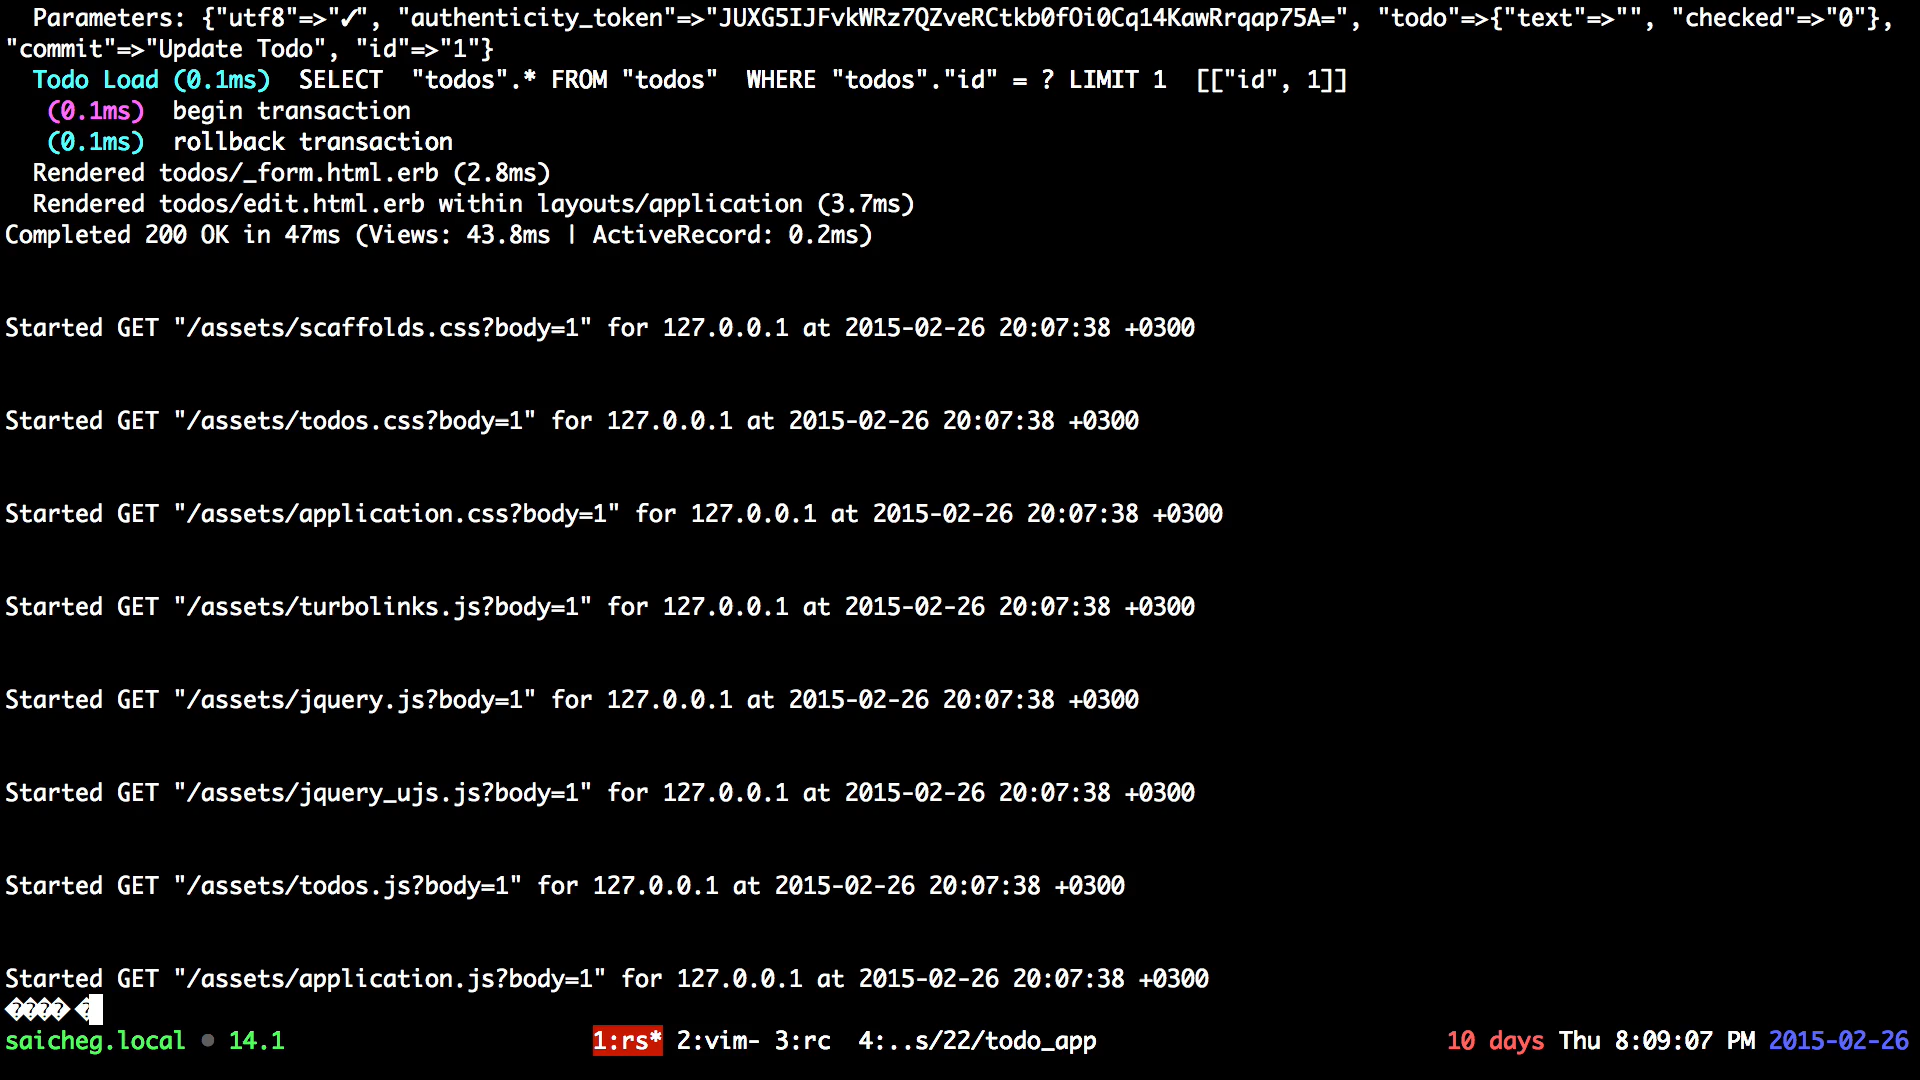 Parameters: {"utf8"=>"✓", "authenticity_token"=>"JUXG5IJFvkWRz7QZveRCtkb0fOi0Cq14KawRrqap75A=", "todo"=>{"text"=>"", "checked"=>"0"},
"commit"=>"Update Todo", "id"=>"1"}
Todo Load (0.1ms)  SELECT  "todos".* FROM "todos"  WHERE "todos"."id" = ? LIMIT 1  [["id", 1]]
(0.1ms)  begin transaction
(0.1ms)  rollback transaction
Rendered todos/_form.html.erb (2.8ms)
Rendered todos/edit.html.erb within layouts/application (3.7ms)
Completed 200 OK in 47ms (Views: 43.8ms | ActiveRecord: 0.2ms)
Started GET "/assets/scaffolds.css?body=1" for 127.0.0.1 at 2015-02-26 20:07:38 +0300
Started GET "/assets/todos.css?body=1" for 127.0.0.1 at 2015-02-26 20:07:38 +0300
Started GET "/assets/application.css?body=1" for 127.0.0.1 at 2015-02-26 20:07:38 +0300
Started GET "/assets/turbolinks.js?body=1" for 127.0.0.1 at 2015-02-26 20:07:38 +0300
Started GET "/assets/jquery.js?body=1" for 127.0.0.1 at 2015-02-26 20:07:38 +0300
Started GET "/assets/jquery_ujs.js?body=1" for 127.0.0.1 at 2015-02-26 20:07:38 +0300
Started GET "/assets/todos.js?body=1" for 127.0.0.1 at 2015-02-26 20:07:38 +0300
Started GET "/assets/application.js?body=1" for 127.0.0.1 at 2015-02-26 20:07:38 +0300
���� �
saicheg.local ● 14.1 1:rs* 2:vim- 3:rc  4:..s/22/todo_app 10 days Thu 8:09:07 PM 2015-02-26